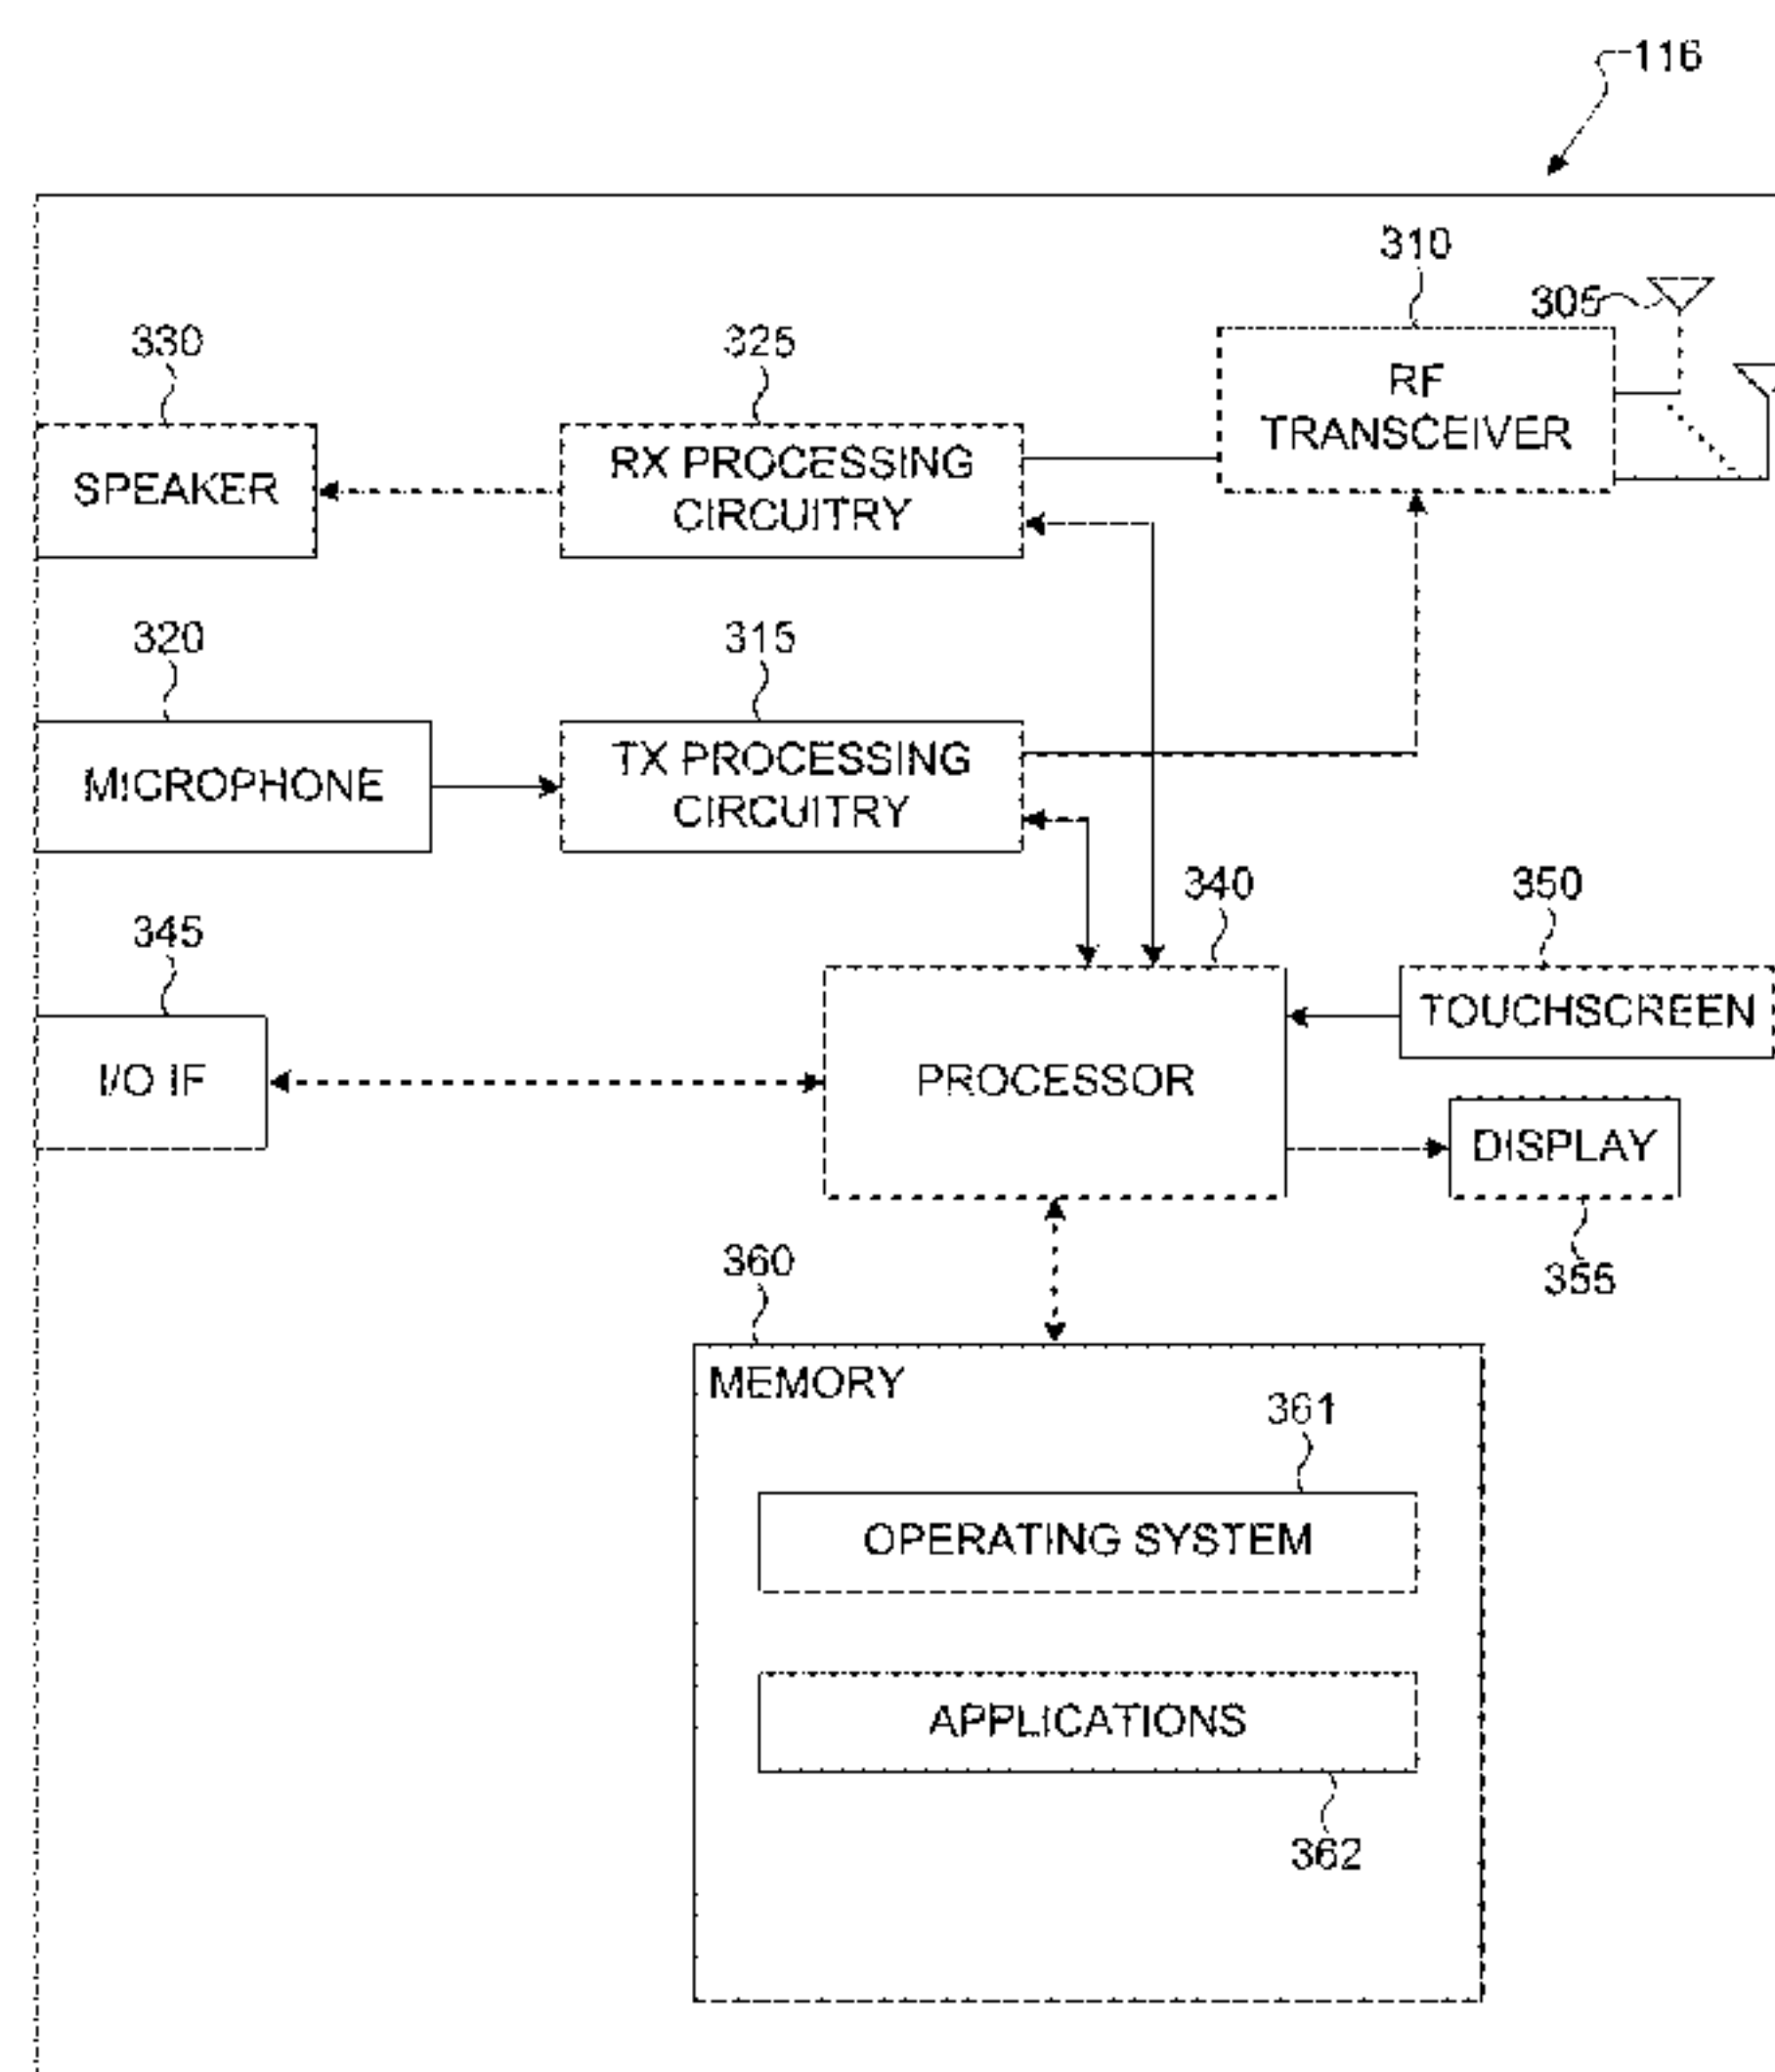 116
310
305
330
325
RF
TRANSCEIVER
SPEAKER
RX PROCESSING
CIRCUITRY
320
315
MICROPHONE
TX PROCESSING
CIRCUITRY
340
350
345
TOUCHSCREEN
I/O IF
PROCESSOR
DISPLAY
360
355
MEMORY
361
OPERATING SYSTEM
APPLICATIONS
362